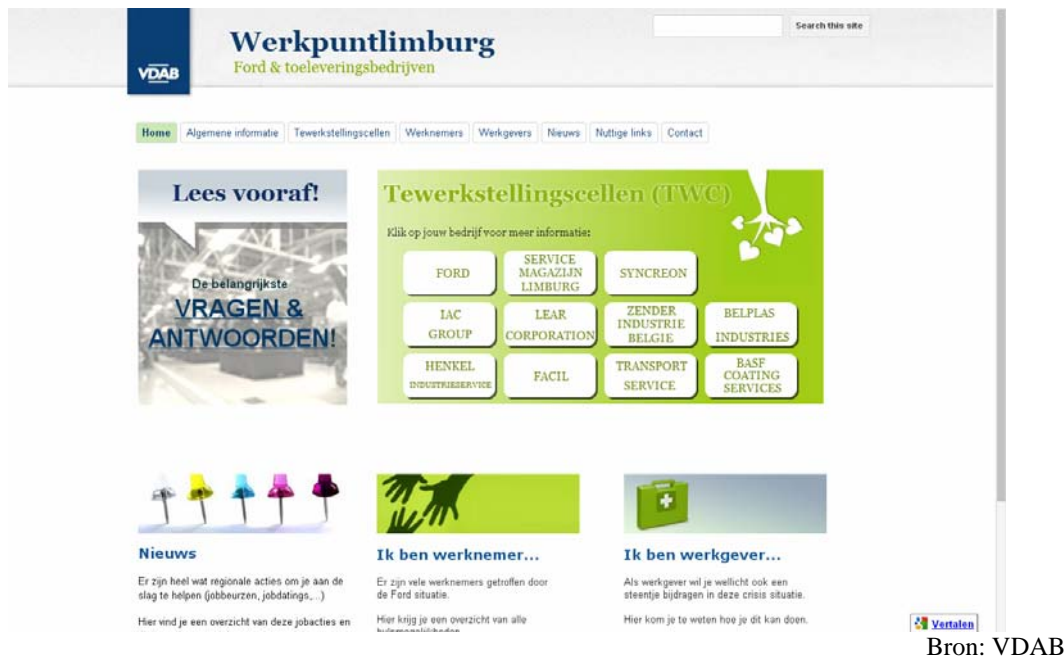 Search this site
Werkpuntlimburg
VDAB
Ford & toeleveringsbedrijven
Home
Algemene informatie
Tewerkstellingscellen
Werknemers
Werkgevers
Nieuws
Nuttige links
Contact
Lees vooraf!
De belangrijkste
VRAGEN &
ANTWOORDEN!
Tewerkstellingscellen (TWC)
Klik op jouw bedrijf voor meer informatie:
FORD
SERVICE
MAGAZIJN
LIMBURG
SYNCREON
IAC
GROUP
LEAR
CORPORATION
ZENDER
INDUSTRIE
BELGIE
BELPLAS
INDUSTRIES
HENKEL
INDUSTRIESERVICE
FACIL
TRANSPORT
SERVICE
BASF
COATING
SERVICES
Nieuws
Er zijn heel wat regionale acties om je aan de
slag te helpen (jobbeurzen, jobdatings,...)
Hier vind je een overzicht van deze jobacties en
Ik ben werknemer...
Er zijn vele werknemers getroffen door
de Ford situatie.
Hier krijg je een overzicht van alle
hulpmogelijkheden
Ik ben werkgever...
Als werkgever wil je wellicht ook een
steentje bijdragen in deze crisis situatie.
Hier kom je te weten hoe je dit kan doen.
Vertalen
Bron: VDAB